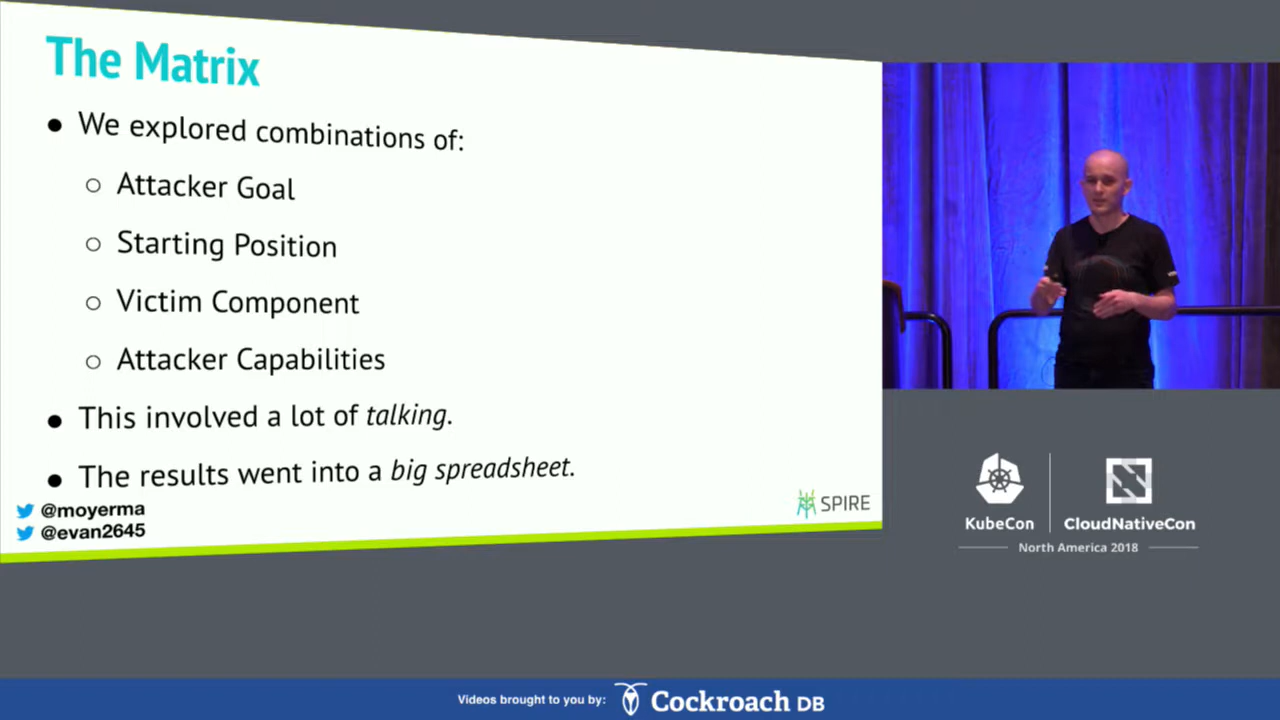 The Matrix
● We explored combinations of:
○ Attacker Goal
○ Starting Position
○ Victim Component
○ Attacker Capabilities
● This involved a lot of talking.
● The results went into a big spreadsheet.
@moyerma
@evan2645
SPIRE
KubeCon
CloudNativeCon
North America 2018
Videos brought to you by:
Cockroach DB